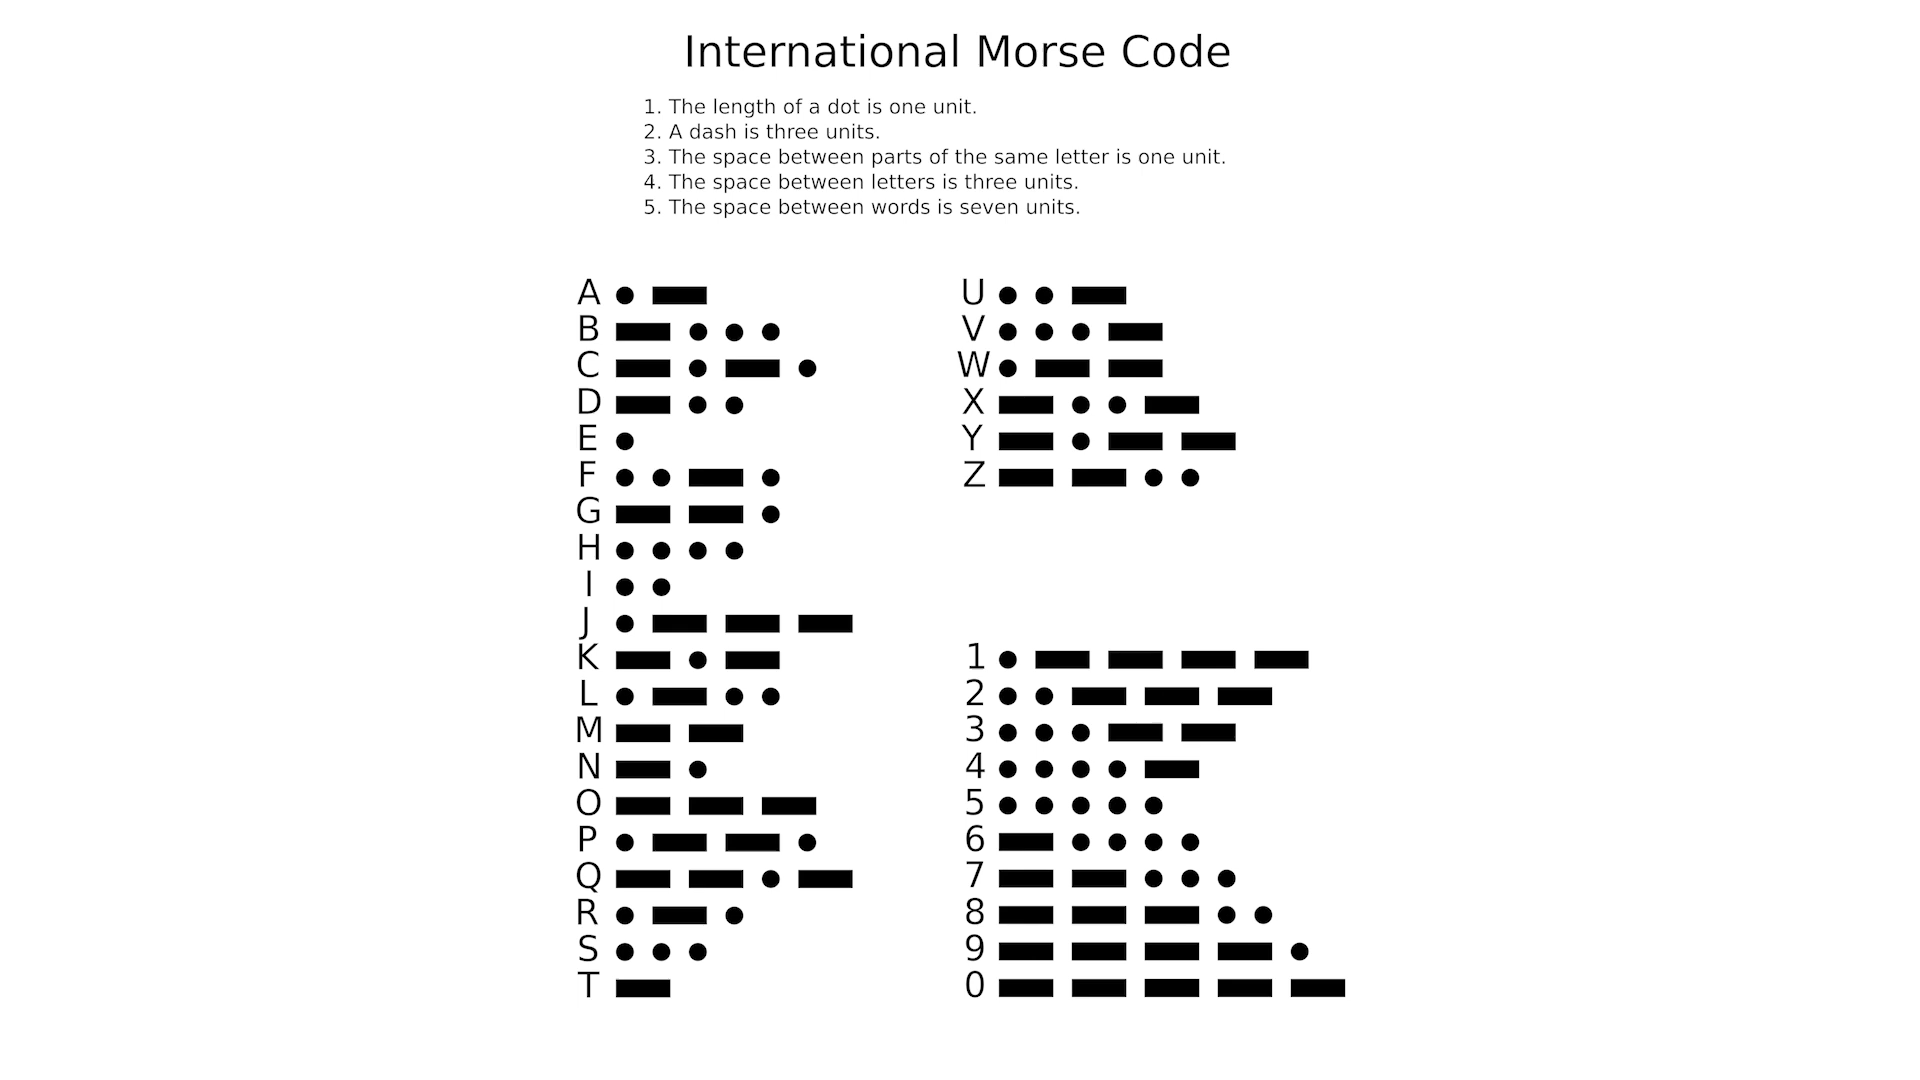 International Morse Code
1. The length of a dot is one unit.
2. A dash is three units.
3. The space between parts of the same letter is one unit.
4. The space between letters is three units.
5. The space between words is seven units.
A ● ▬
B ▬ ● ● ●
C ▬ ● ▬ ●
D ▬ ● ●
E ●
F ● ● ▬ ●
G ▬ ▬ ●
H ● ● ● ●
I ● ●
J ● ▬ ▬ ▬
K ▬ ● ▬
L ● ▬ ● ●
M ▬ ▬
N ▬ ●
O ▬ ▬ ▬
P ● ▬ ▬ ●
Q ▬ ▬ ● ▬
R ● ▬ ●
S ● ● ●
T ▬
U ● ● ▬
V ● ● ● ▬
W ● ▬ ▬
X ▬ ● ● ▬
Y ▬ ● ▬ ▬
Z ▬ ▬ ● ●
1 ● ▬ ▬ ▬ ▬
2 ● ● ▬ ▬ ▬
3 ● ● ● ▬ ▬
4 ● ● ● ● ▬
5 ● ● ● ● ●
6 ▬ ● ● ● ●
7 ▬ ▬ ● ● ●
8 ▬ ▬ ▬ ● ●
9 ▬ ▬ ▬ ▬ ●
0 ▬ ▬ ▬ ▬ ▬